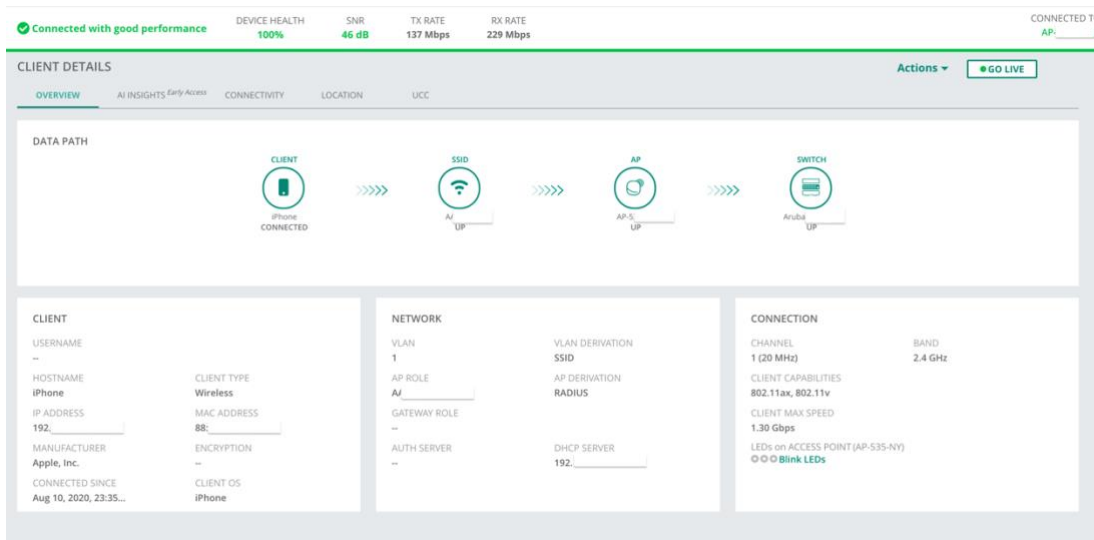 Connected with good performance
DEVICE HEALTH
100%
SNR
46 dB
TX RATE
137 Mbps
RX RATE
229 Mbps
CONNECTED T
AP-
CLIENT DETAILS
Actions
GO LIVE
OVERVIEW
AI INSIGHTS Early Access
CONNECTIVITY
LOCATION
UCC
DATA PATH
CLIENT
iPhone
CONNECTED
SSID
A/
UP
AP
AP-5
UP
SWITCH
Aruba
UP
CLIENT
USERNAME
--
HOSTNAME
iPhone
CLIENT TYPE
Wireless
IP ADDRESS
192.
MAC ADDRESS
88:
MANUFACTURER
Apple, Inc.
ENCRYPTION
--
CONNECTED SINCE
Aug 10, 2020, 23:35...
CLIENT OS
iPhone
NETWORK
VLAN
1
VLAN DERIVATION
SSID
AP ROLE
A/
AP DERIVATION
RADIUS
GATEWAY ROLE
--
AUTH SERVER
--
DHCP SERVER
192.
CONNECTION
CHANNEL
1 (20 MHz)
BAND
2.4 GHz
CLIENT CAPABILITIES
802.11ax, 802.11v
CLIENT MAX SPEED
1.30 Gbps
LEDs on ACCESS POINT (AP-535-NY)
Blink LEDs